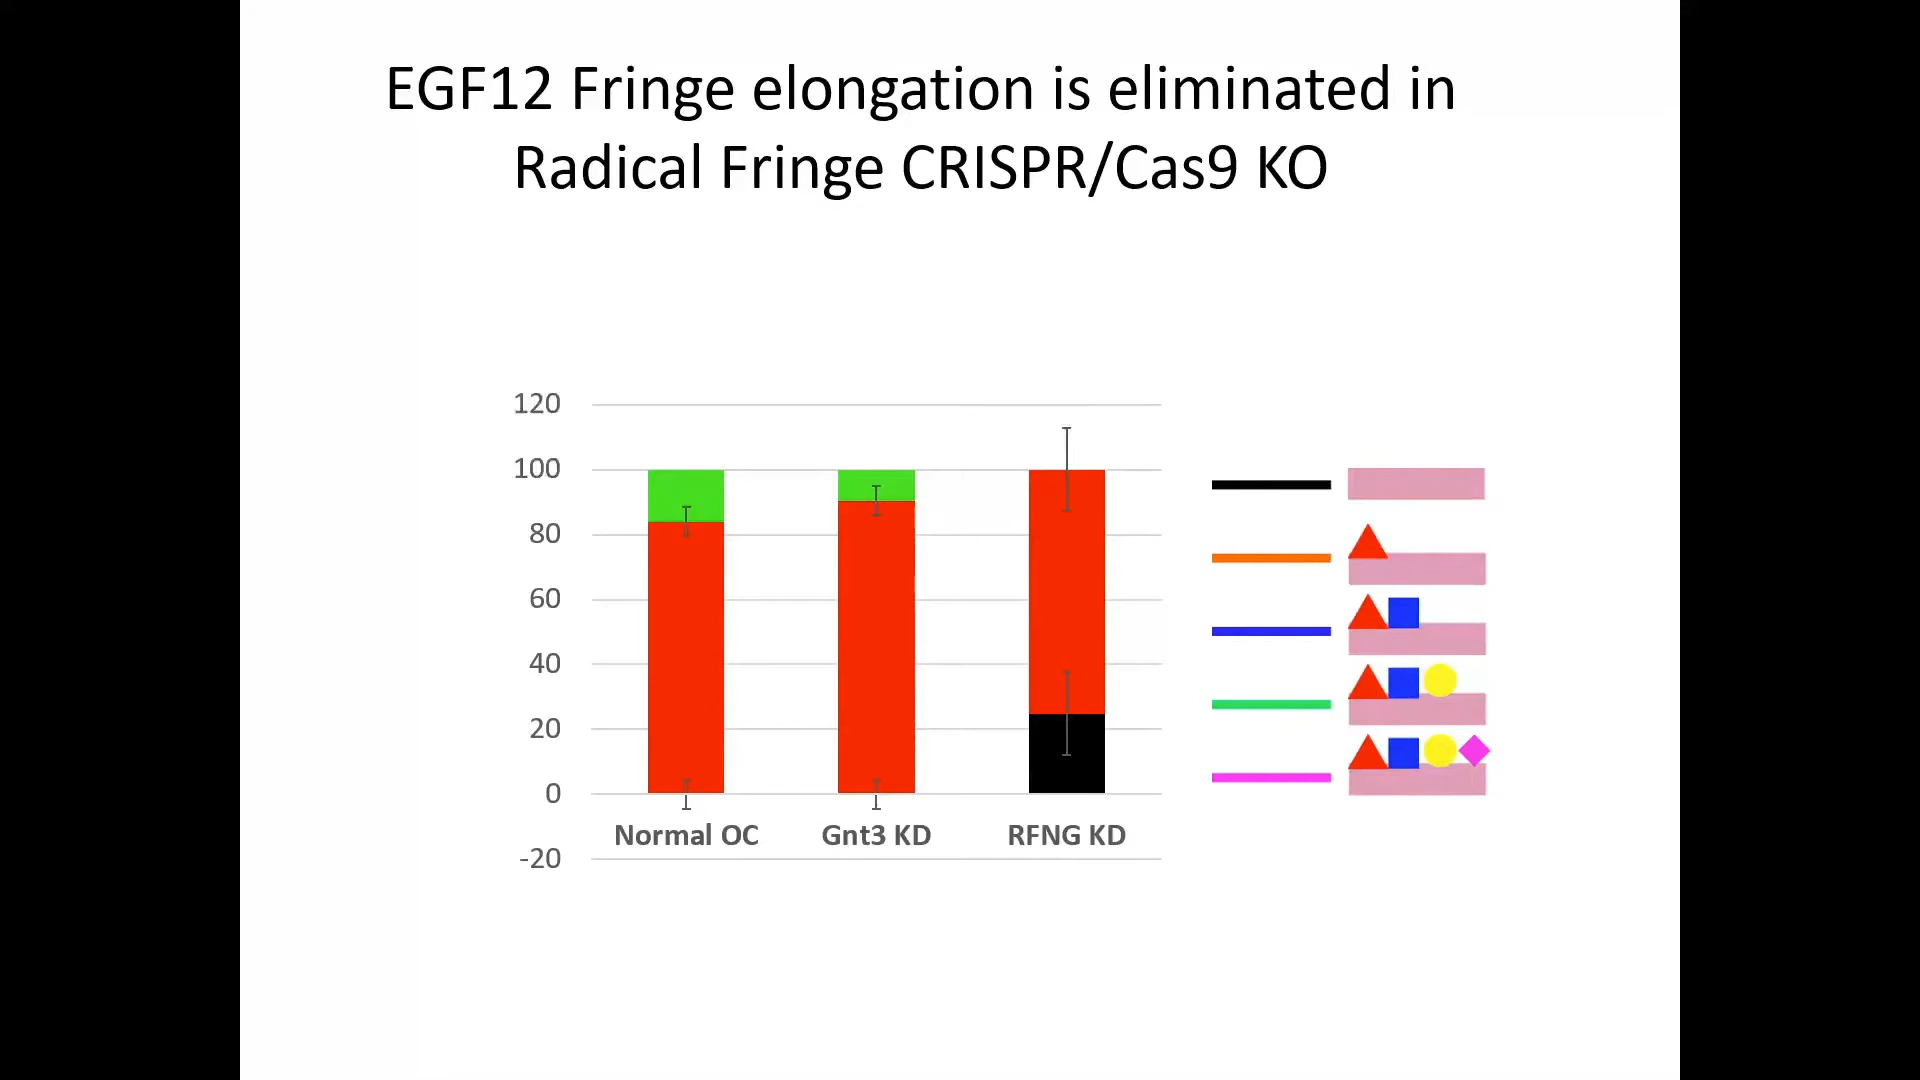 EGF12 Fringe elongation is eliminated in
Radical Fringe CRISPR/Cas9 KO
120
100
80
60
40
20
0
-20
Normal OC
Gnt3 KD
RFNG KD